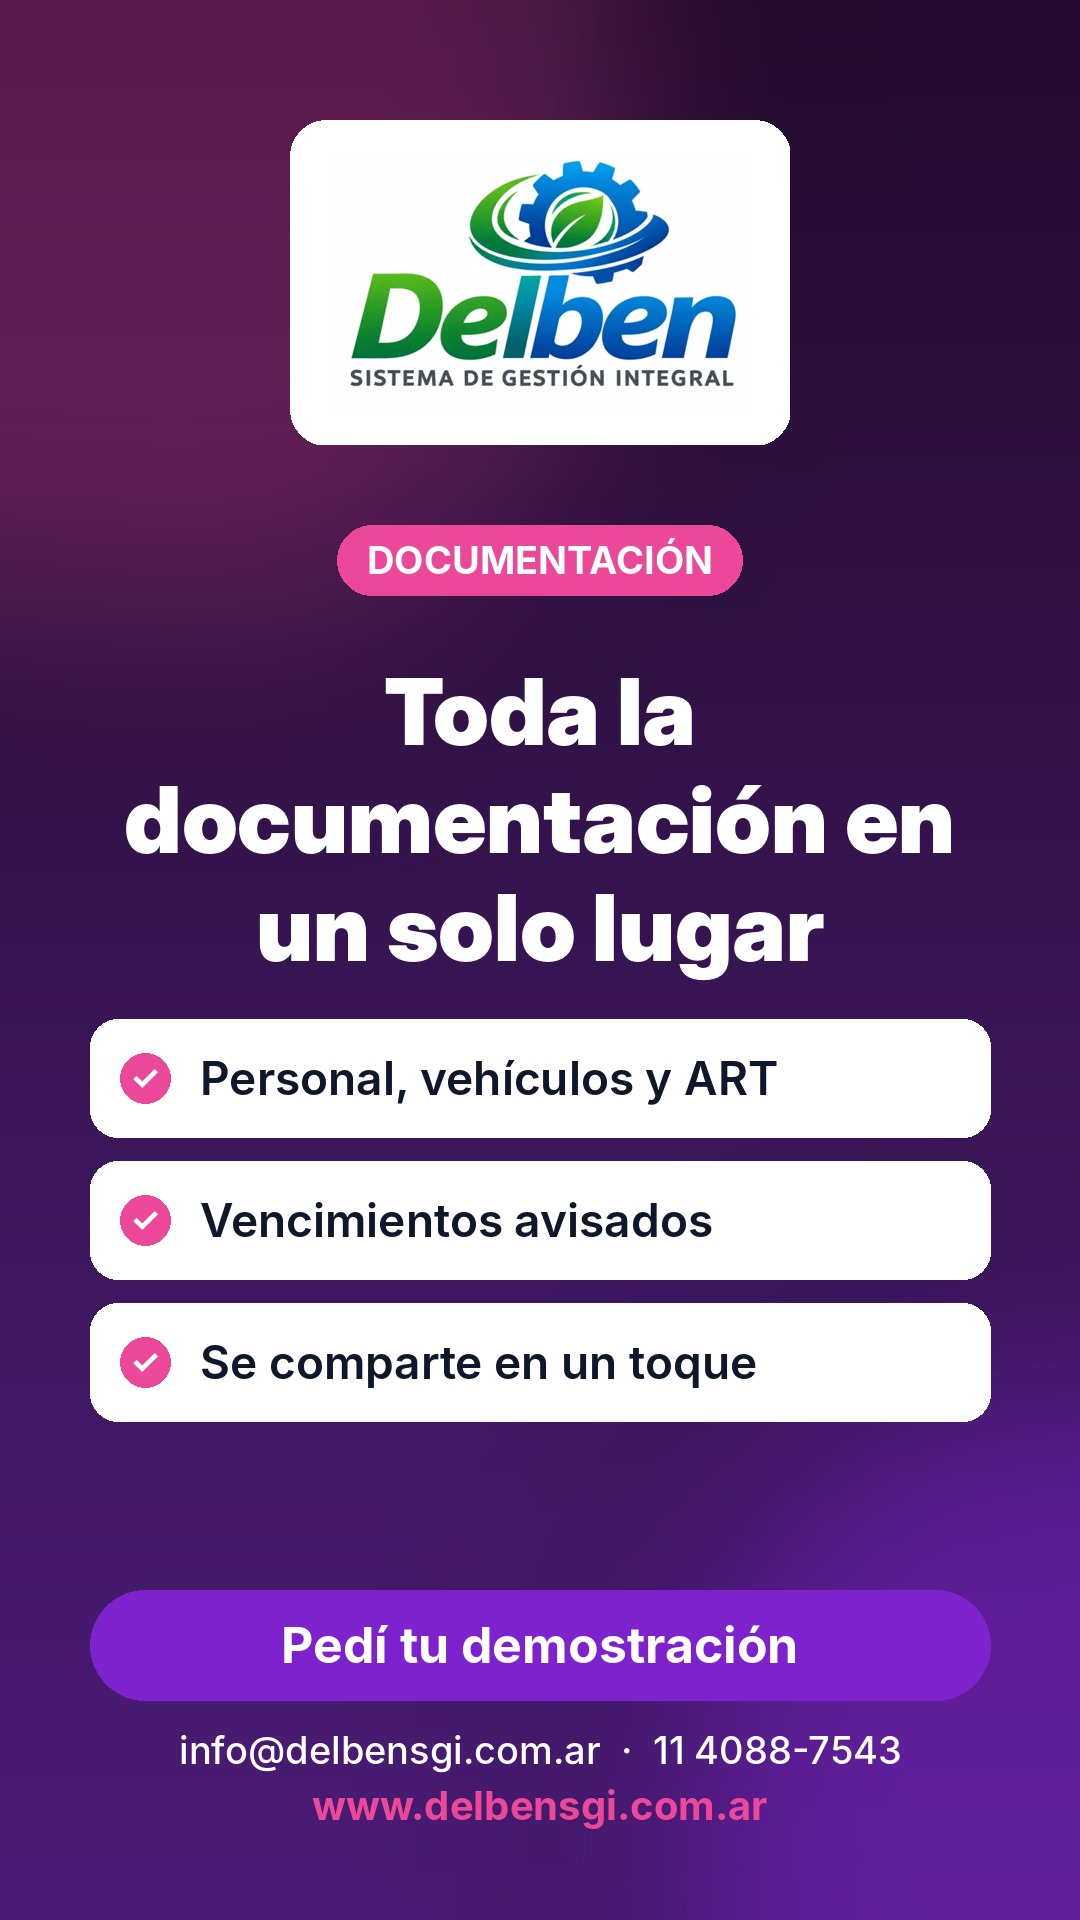 Delben
SISTEMA DE GESTIÓN INTEGRAL
DOCUMENTACIÓN
Toda la
documentación en
un solo lugar
Personal, vehículos y ART
Vencimientos avisados
Se comparte en un toque
Pedí tu demostración
info@delbensgi.com.ar · 11 4088-7543
www.delbensgi.com.ar